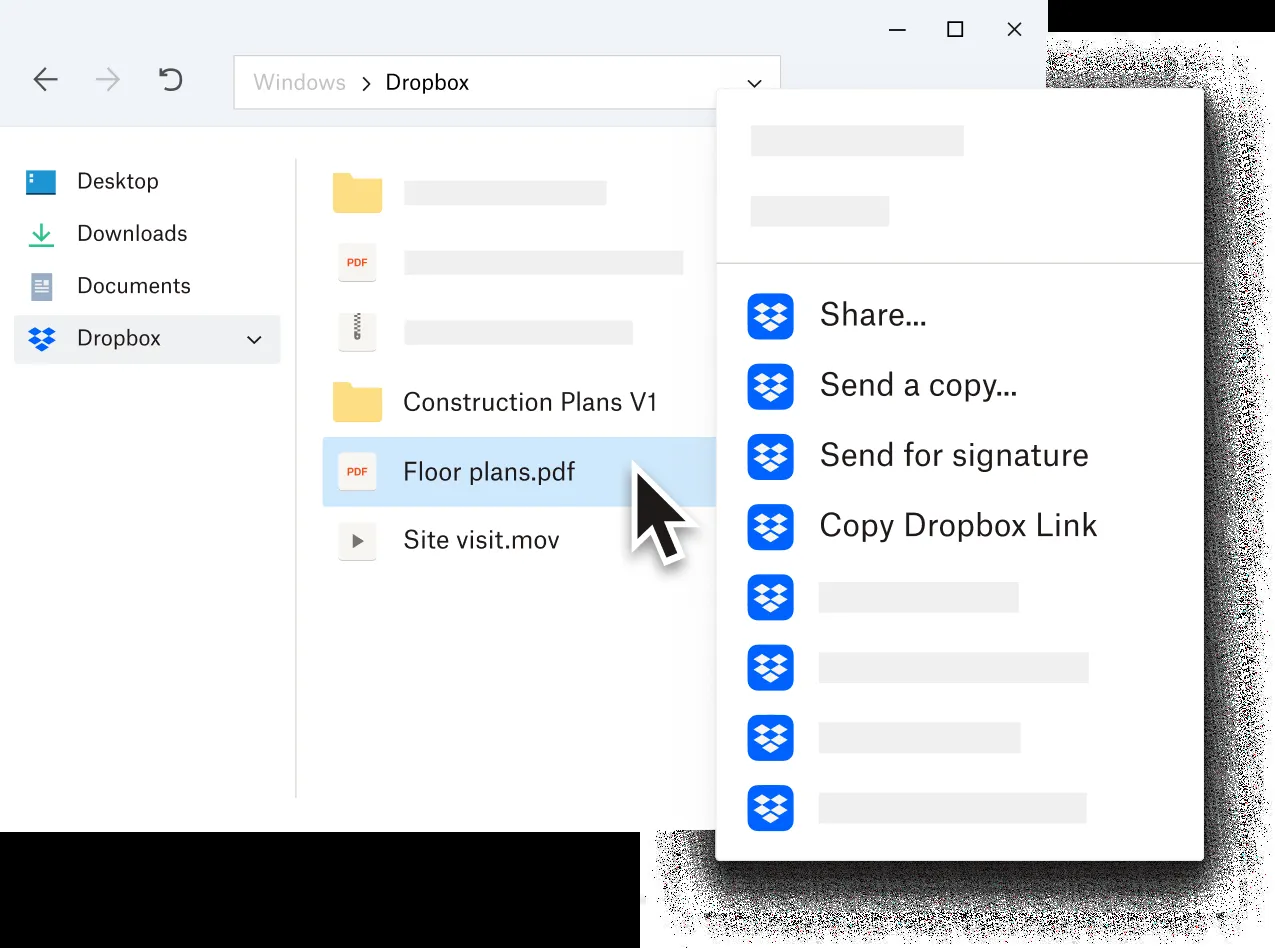 Windows > Dropbox
Desktop
Downloads
Documents
Dropbox
PDF
Construction Plans V1
PDF Floor plans.pdf
Site visit.mov
Share...
Send a copy...
Send for signature
Copy Dropbox Link